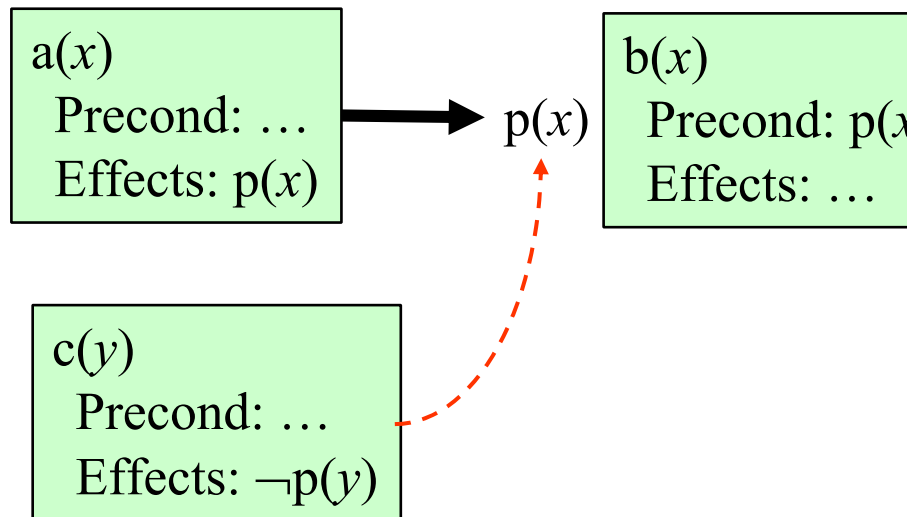 a(x)
Precond: …
Effects: p(x)
p(x)
b(x)
Precond: p(x
Effects: …
c(y)
Precond: …
Effects: ¬p(y)